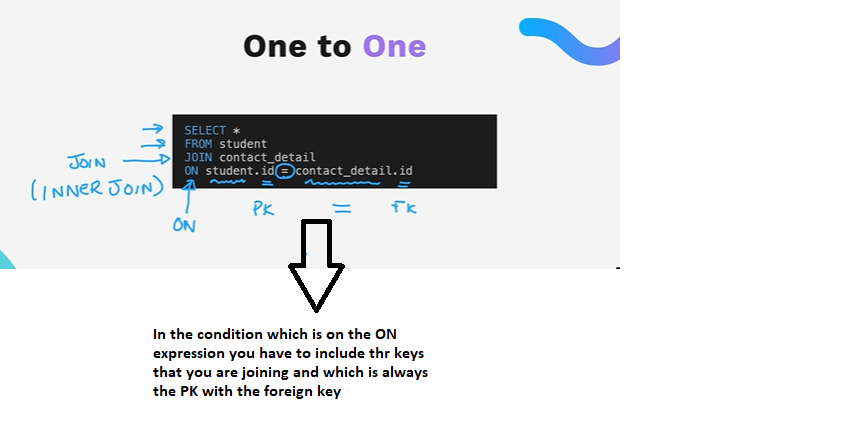 One to One
SELECT *
FROM student
JOIN contact_detail
ON student.id = contact_detail.id
JOIN
(INNER JOIN)
ON
PK = FK
In the condition which is on the ON
expression you have to include thr keys
that you are joining and which is always
the PK with the foreign key